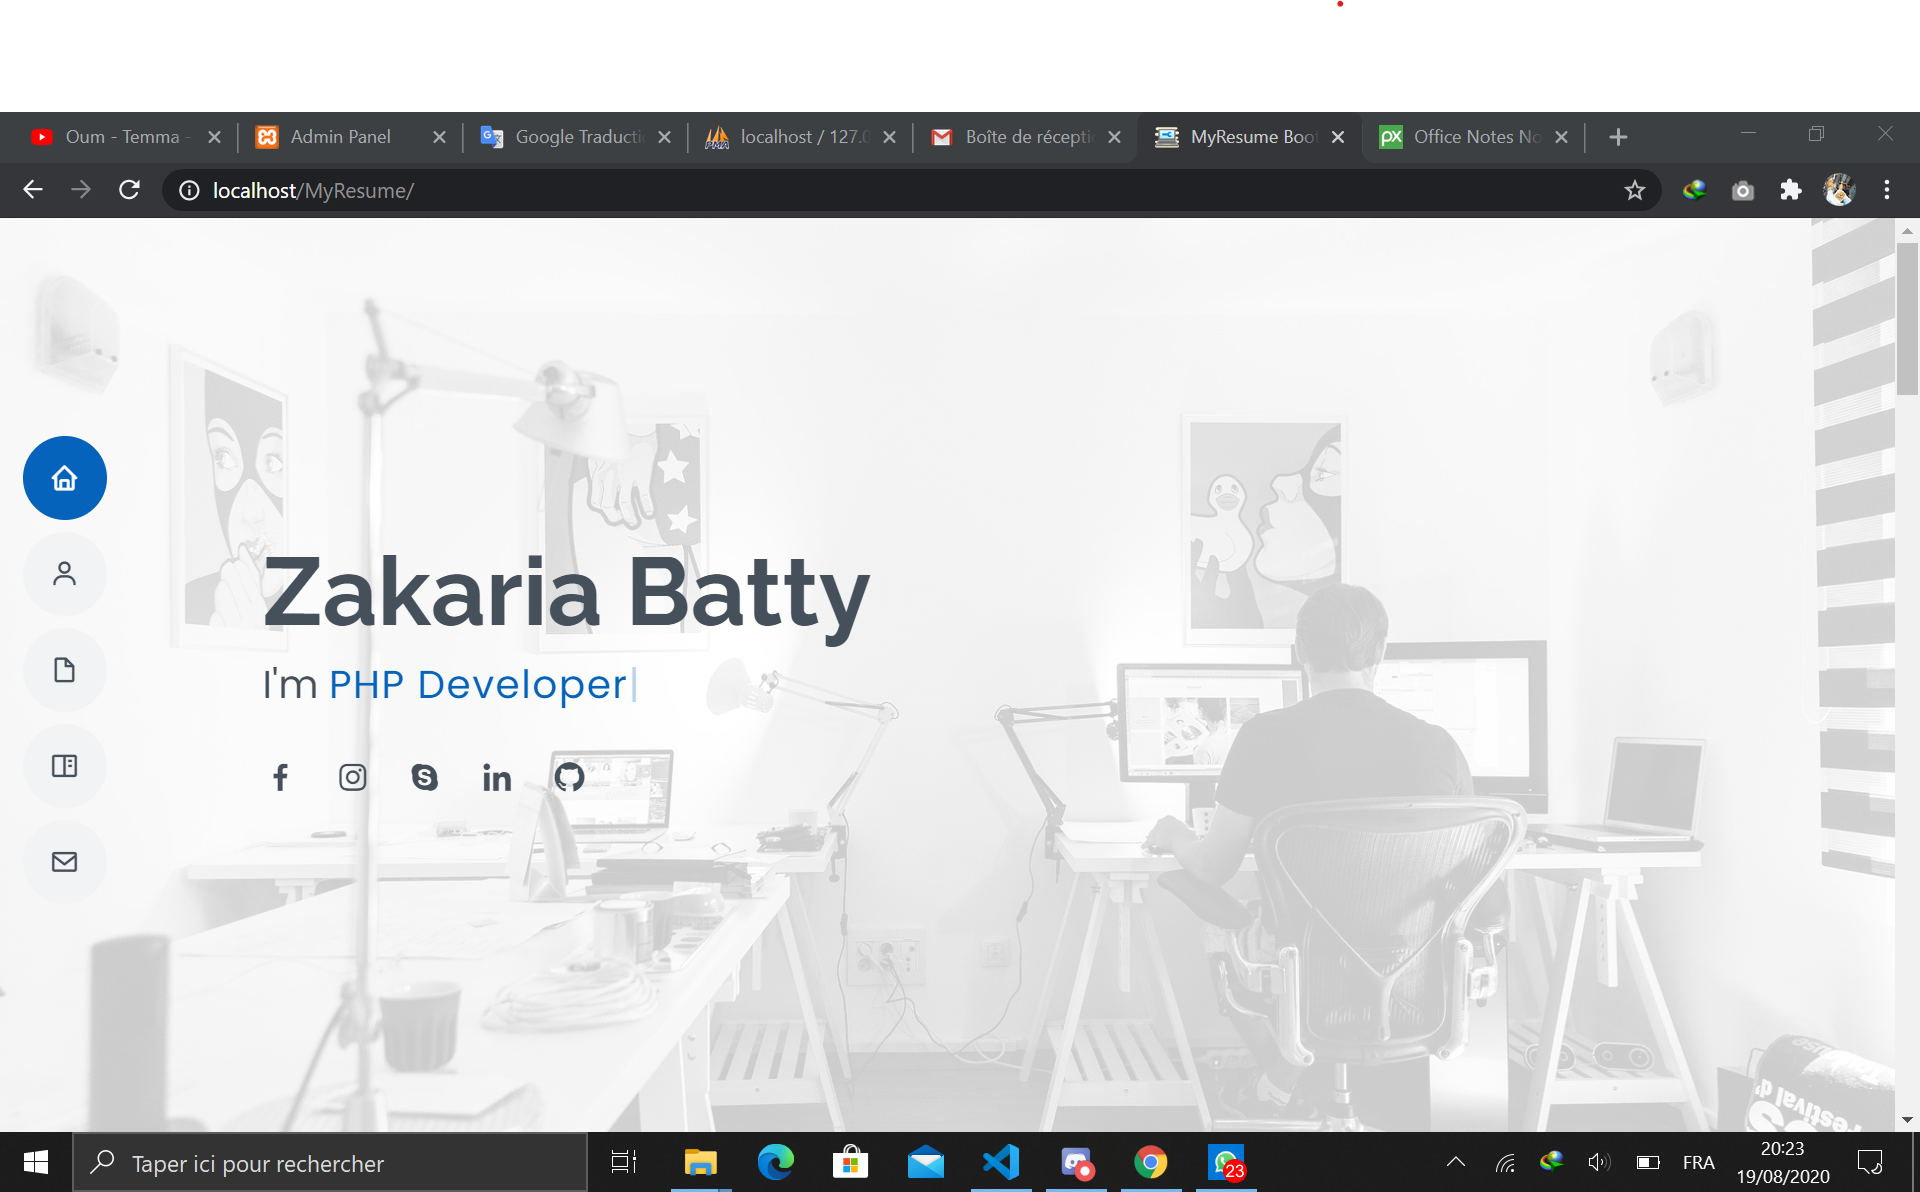 Oum - Temma -
Admin Panel
Google Traducti
localhost / 127.0
Boîte de récepti
MyResume Boot
Office Notes No
localhost/MyResume/
Zakaria Batty
I'm PHP Developer
Taper ici pour rechercher
23
FRA
20:23
19/08/2020